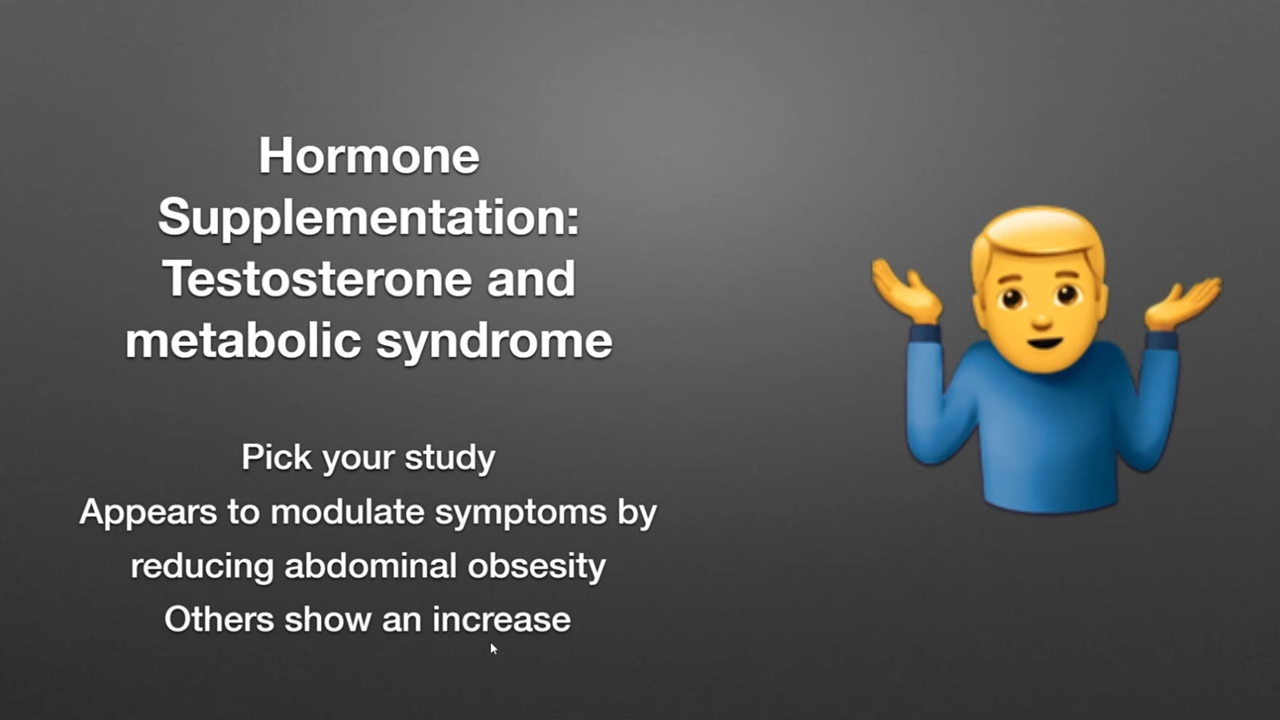 Hormone
Supplementation:
Testosterone and
metabolic syndrome
Pick your study
Appears to modulate symptoms by
reducing abdominal obsesity
Others show an increase